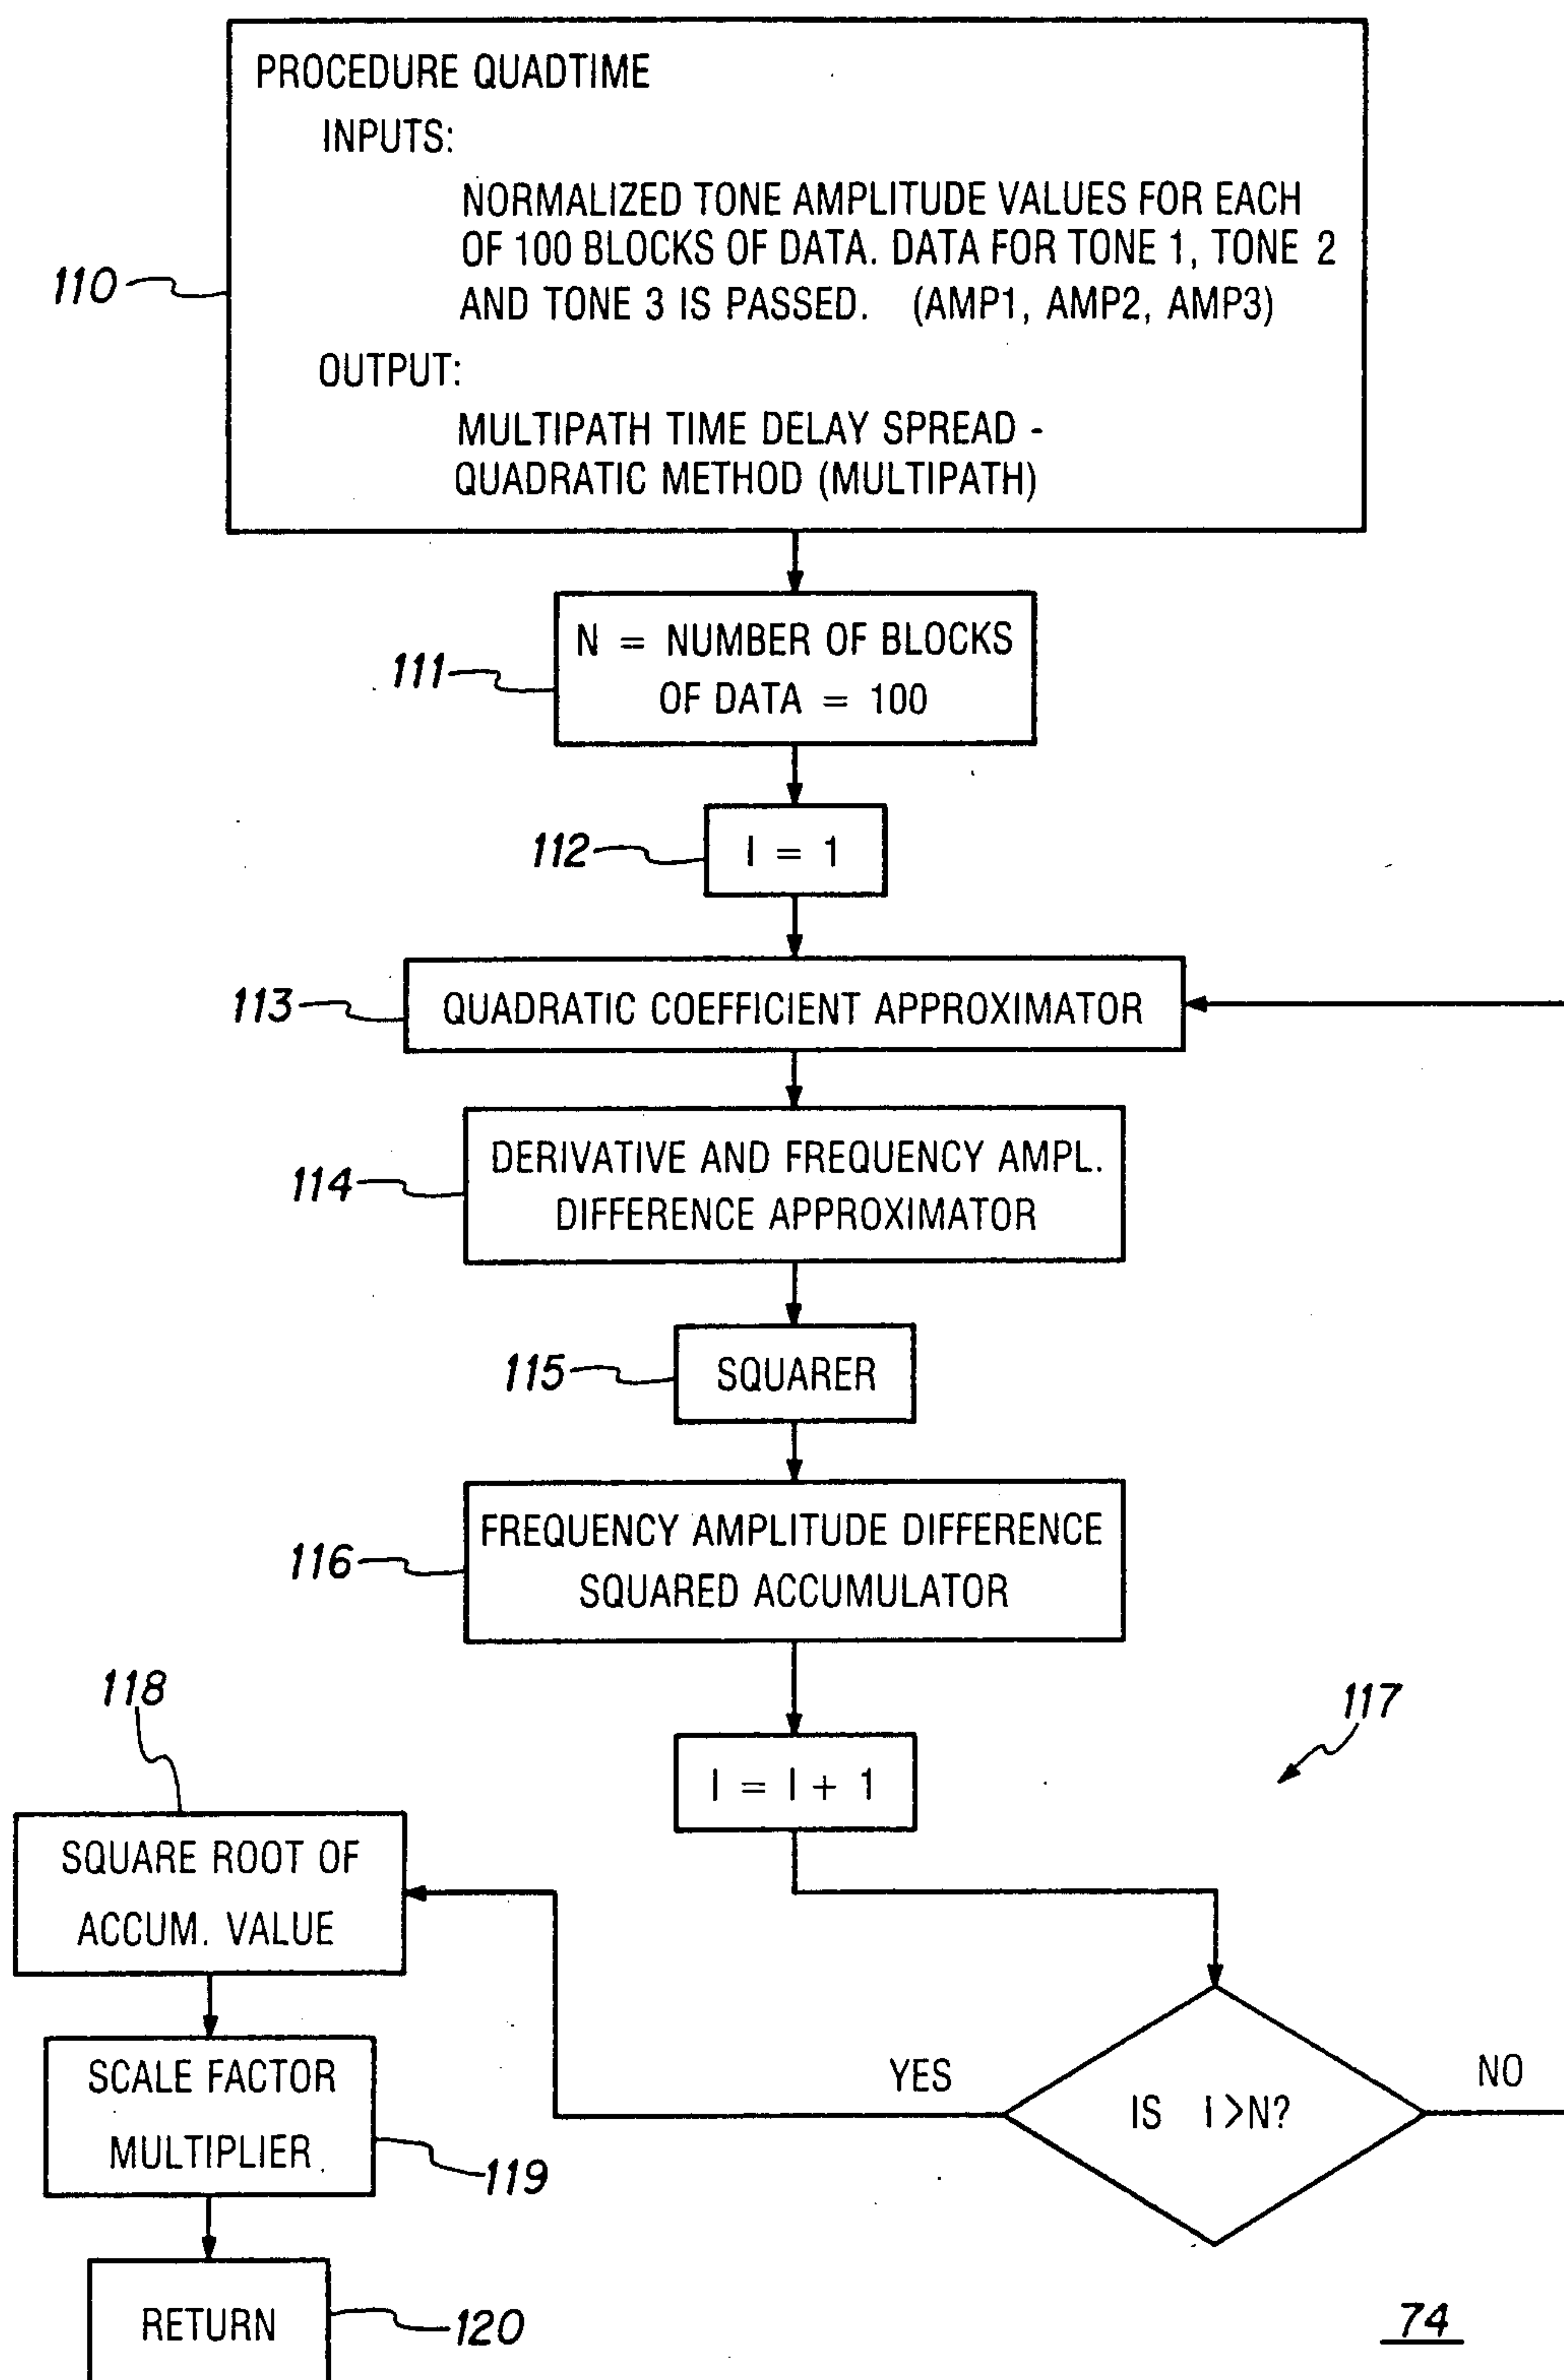 PROCEDURE QUADTIME
INPUTS:
NORMALIZED TONE AMPLITUDE VALUES FOR EACH
OF 100 BLOCKS OF DATA. DATA FOR TONE 1, TONE 2
AND TONE 3 IS PASSED. (AMP1, AMP2, AMP3)
OUTPUT:
MULTIPATH TIME DELAY SPREAD -
QUADRATIC METHOD (MULTIPATH)
110
N = NUMBER OF BLOCKS
OF DATA = 100
111
I = 1
112
QUADRATIC COEFFICIENT APPROXIMATOR
113
DERIVATIVE AND FREQUENCY AMPL.
DIFFERENCE APPROXIMATOR
114
SQUARER
115
FREQUENCY AMPLITUDE DIFFERENCE
SQUARED ACCUMULATOR
116
I = I + 1
117
IS I>N?
YES
NO
118
SQUARE ROOT OF
ACCUM. VALUE
SCALE FACTOR
MULTIPLIER
119
RETURN
120
74